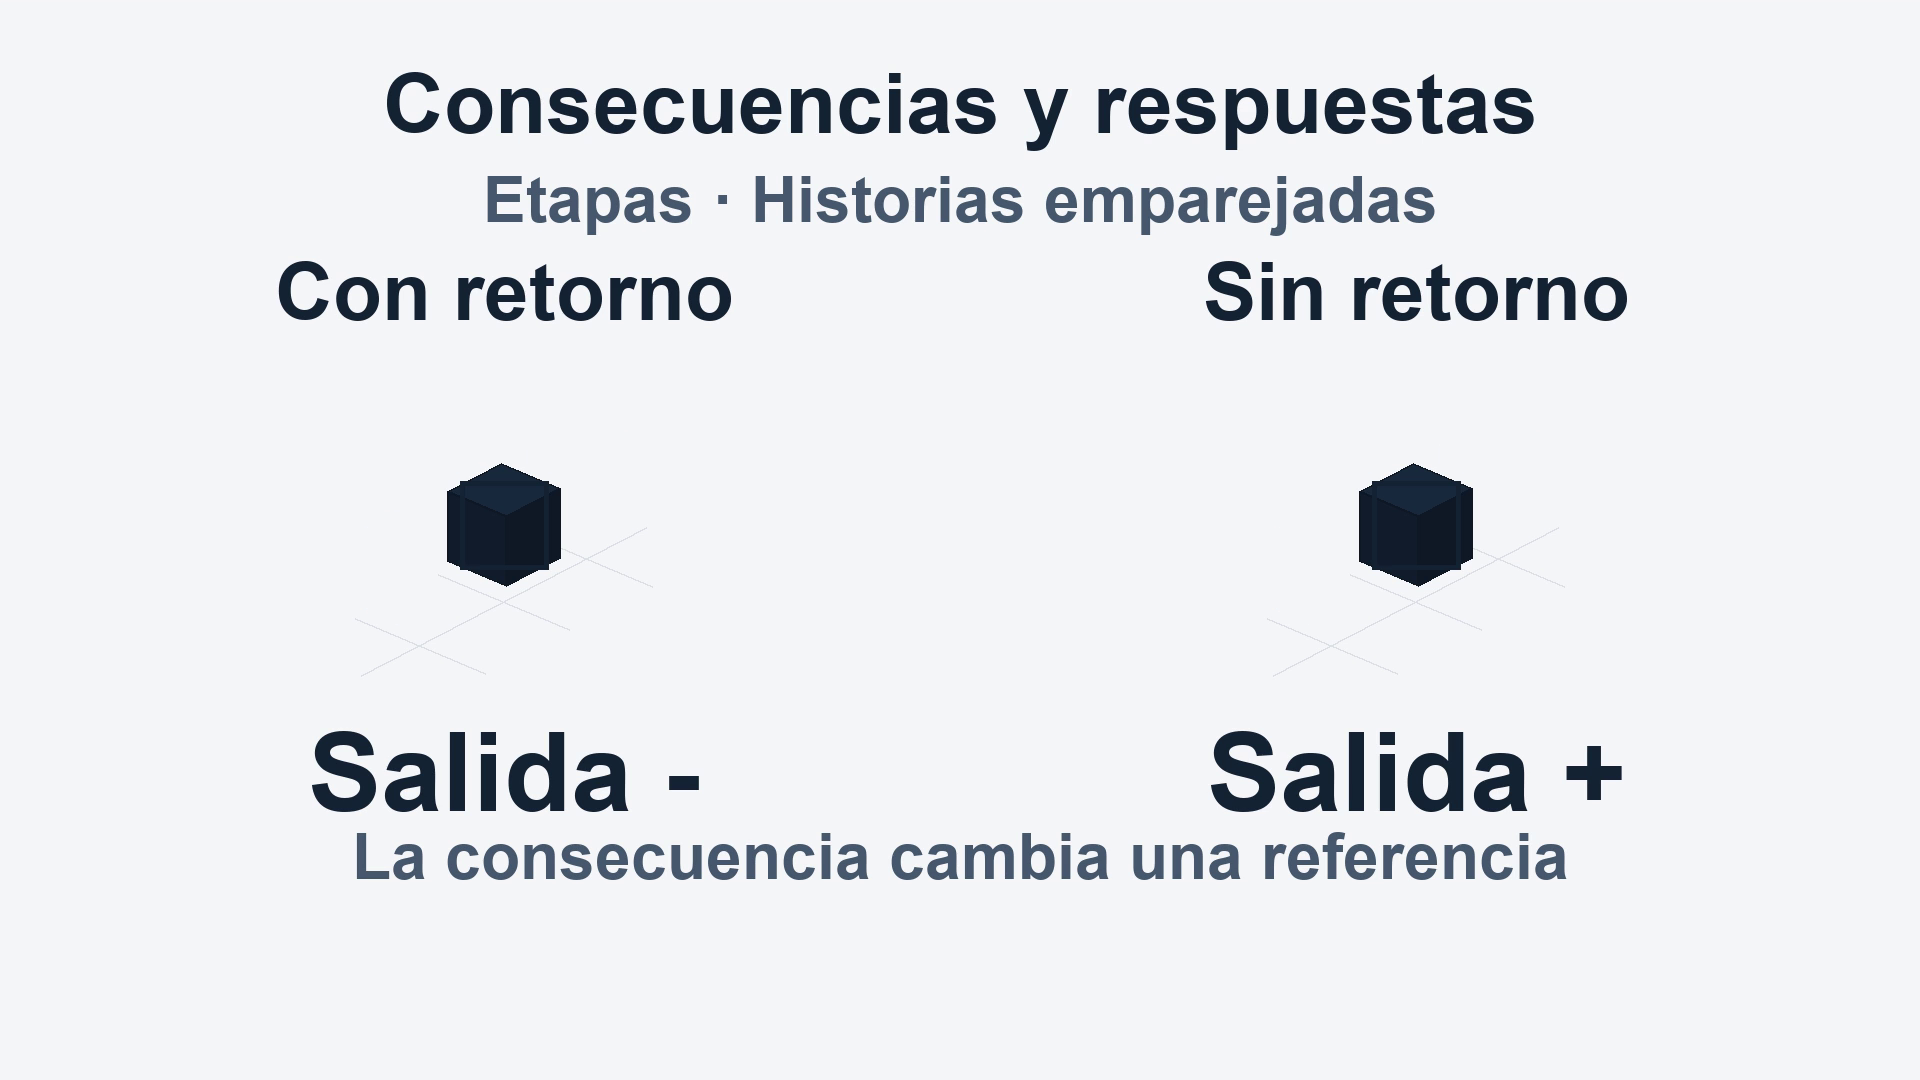 Consecuencias y respuestas
Etapas · Historias emparejadas
Con retorno
Sin retorno
Salida -
Salida +
La consecuencia cambia una referencia